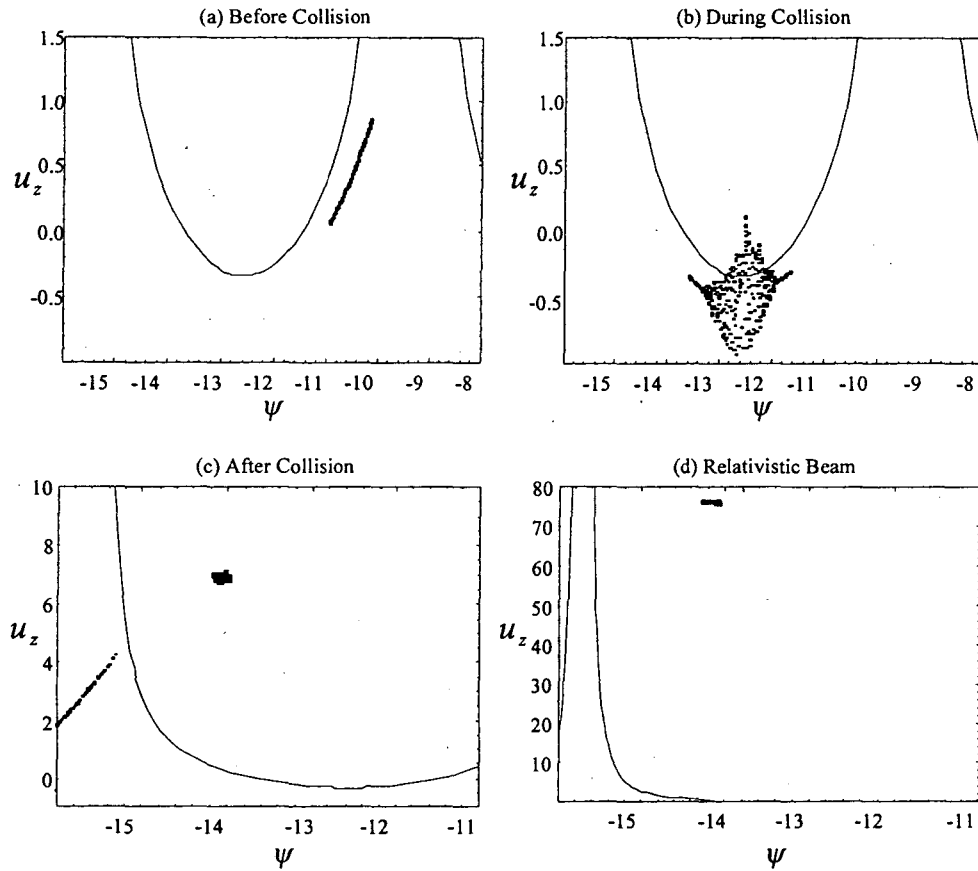 (a) Before Collision
(b) During Collision
1.5
1.0
0.5
0.0
-0.5
u_z
-15 -14 -13 -12 -11 -10 -9 -8
ψ
1.5
1.0
0.5
0.0
-0.5
u_z
-15 -14 -13 -12 -11 -10 -9 -8
ψ
(c) After Collision
(d) Relativistic Beam
10
8
6
4
2
0
u_z
-15 -14 -13 -12 -11
ψ
80
70
60
50
40
30
20
10
u_z
-15 -14 -13 -12 -11
ψ